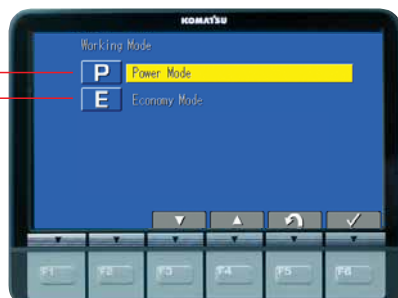 KOMATSU
Working Mode
P Power Mode
E Economy Mode
F1 F2 F3 F4 F5 F6